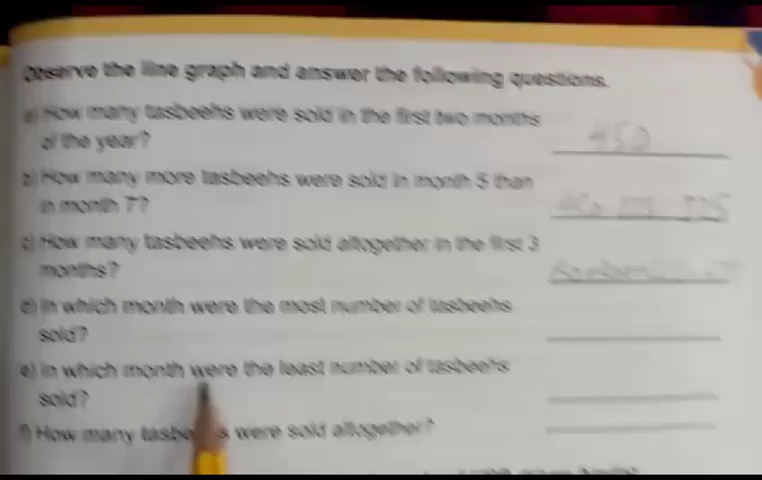 Observe the line graph and answer the following questions.
a) How many tasbeehs were sold in the first two months
of the year?
450
b) How many more tasbeehs were sold in month 5 than
in month 7?
c) How many tasbeehs were sold altogether in the first 3
months?
d) In which month were the most number of tasbeehs
sold?
e) In which month were the least number of tasbeehs
sold?
f) How many were sold altogether?